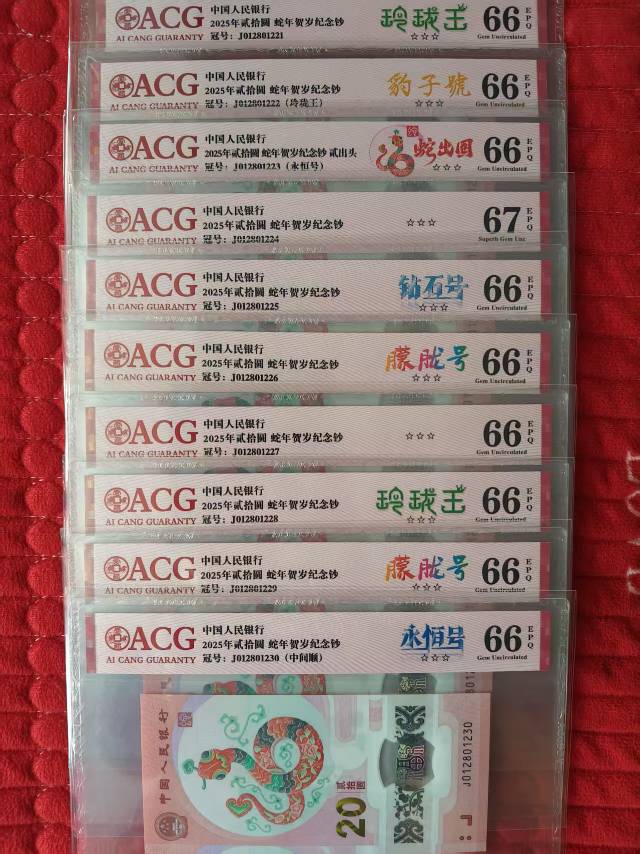 ACG
AI CANG GUARANTY
中国人民银行
2025年贰拾圆 蛇年贺岁纪念钞
冠号：J012801221
玲珑王
☆☆☆
66 EPQ
Gem Uncirculated
ACG
AI CANG GUARANTY
中国人民银行
2025年贰拾圆 蛇年贺岁纪念钞
冠号：J012801222（玲珑王）
豹子號
☆☆☆
66 EPQ
Gem Uncirculated
ACG
AI CANG GUARANTY
中国人民银行
2025年贰拾圆 蛇年贺岁纪念钞 贰出头
冠号：J012801223（永恒号）
蛇出圆
☆☆☆
66 EPQ
Gem Uncirculated
ACG
AI CANG GUARANTY
中国人民银行
2025年贰拾圆 蛇年贺岁纪念钞
冠号：J012801224
☆☆☆
67 EPQ
Superb Gem Unc
ACG
AI CANG GUARANTY
中国人民银行
2025年贰拾圆 蛇年贺岁纪念钞
冠号：J012801225
钻石号
☆☆☆
66 EPQ
Gem Uncirculated
ACG
AI CANG GUARANTY
中国人民银行
2025年贰拾圆 蛇年贺岁纪念钞
冠号：J012801226
朦胧号
☆☆☆
66 EPQ
Gem Uncirculated
ACG
AI CANG GUARANTY
中国人民银行
2025年贰拾圆 蛇年贺岁纪念钞
冠号：J012801227
☆☆☆
66 EPQ
Gem Uncirculated
ACG
AI CANG GUARANTY
中国人民银行
2025年贰拾圆 蛇年贺岁纪念钞
冠号：J012801228
玲珑王
☆☆☆
66 EPQ
Gem Uncirculated
ACG
AI CANG GUARANTY
中国人民银行
2025年贰拾圆 蛇年贺岁纪念钞
冠号：J012801229
朦胧号
☆☆☆
66 EPQ
Gem Uncirculated
ACG
AI CANG GUARANTY
中国人民银行
2025年贰拾圆 蛇年贺岁纪念钞
冠号：J012801230（中间顺）
永恒号
☆☆☆
66 EPQ
Gem Uncirculated
中国人民银行
20
贰拾圆
J012801230